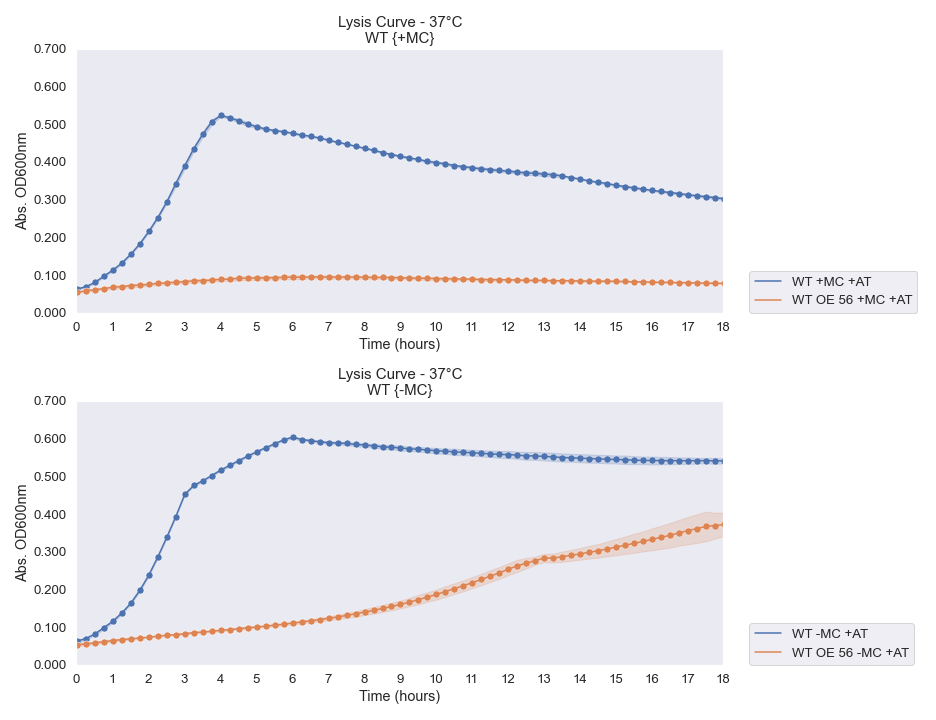 Lysis Curve - 37°C
WT {+MC}
0.700
0.600
0.500
0.400
0.300
0.200
0.100
0.000
Abs. OD600nm
0 1 2 3 4 5 6 7 8 9 10 11 12 13 14 15 16 17 18
Time (hours)
WT +MC +AT
WT OE 56 +MC +AT
Lysis Curve - 37°C
WT {-MC}
0.700
0.600
0.500
0.400
0.300
0.200
0.100
0.000
Abs. OD600nm
0 1 2 3 4 5 6 7 8 9 10 11 12 13 14 15 16 17 18
Time (hours)
WT -MC +AT
WT OE 56 -MC +AT